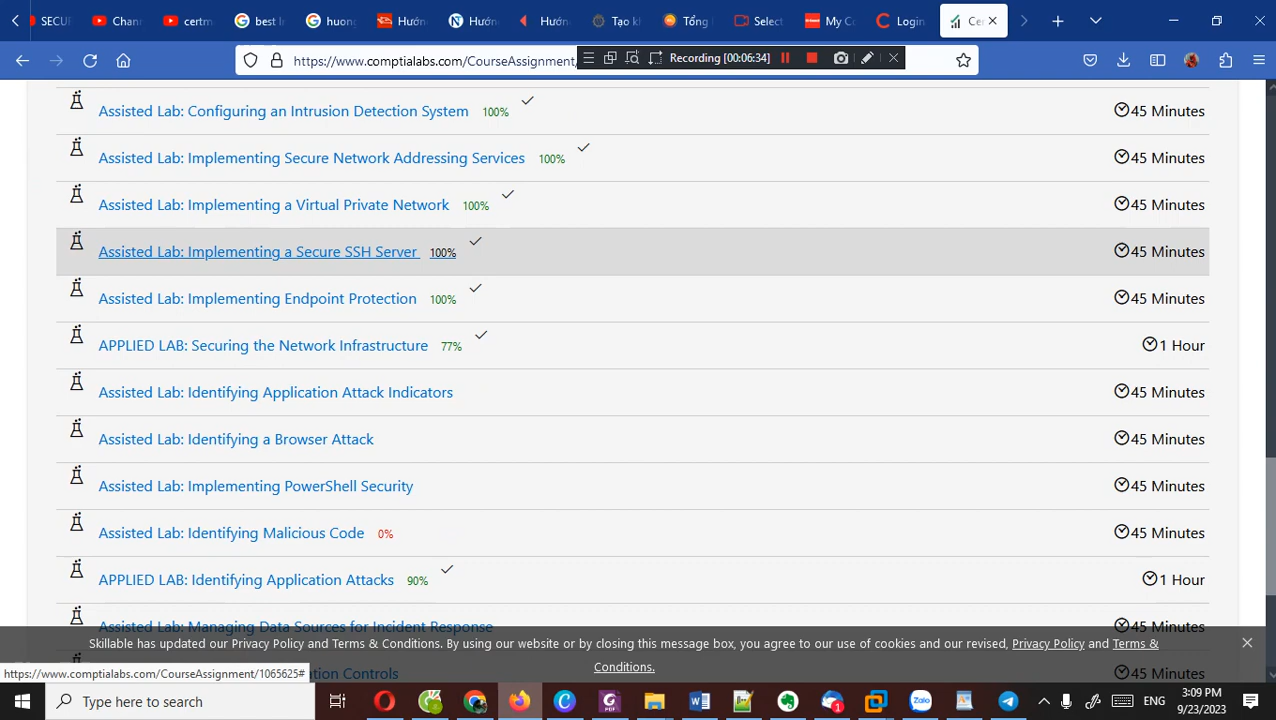 SECUR
Chann
certm
best In
huong
Hướn
Hướn
Hướn
Tạo kh
Tổng
Select
My Co
Login
Cer
https://www.comptialabs.com/CourseAssignment/
Recording [00:06:34]
Assisted Lab: Configuring an Intrusion Detection System 100% 45 Minutes
Assisted Lab: Implementing Secure Network Addressing Services 100% 45 Minutes
Assisted Lab: Implementing a Virtual Private Network 100% 45 Minutes
Assisted Lab: Implementing a Secure SSH Server 100% 45 Minutes
Assisted Lab: Implementing Endpoint Protection 100% 45 Minutes
APPLIED LAB: Securing the Network Infrastructure 77% 1 Hour
Assisted Lab: Identifying Application Attack Indicators 45 Minutes
Assisted Lab: Identifying a Browser Attack 45 Minutes
Assisted Lab: Implementing PowerShell Security 45 Minutes
Assisted Lab: Identifying Malicious Code 0% 45 Minutes
APPLIED LAB: Identifying Application Attacks 90% 1 Hour
Assisted Lab: Managing Data Sources for Incident Response 45 Minutes
Skillable has updated our Privacy Policy and Terms & Conditions. By using our website or by closing this message box, you agree to our use of cookies and our revised, Privacy Policy and Terms &
Conditions.
https://www.comptialabs.com/CourseAssignment/1065625#
Controls 45 Minutes
Type here to search
ENG
3:09 PM
9/23/2023